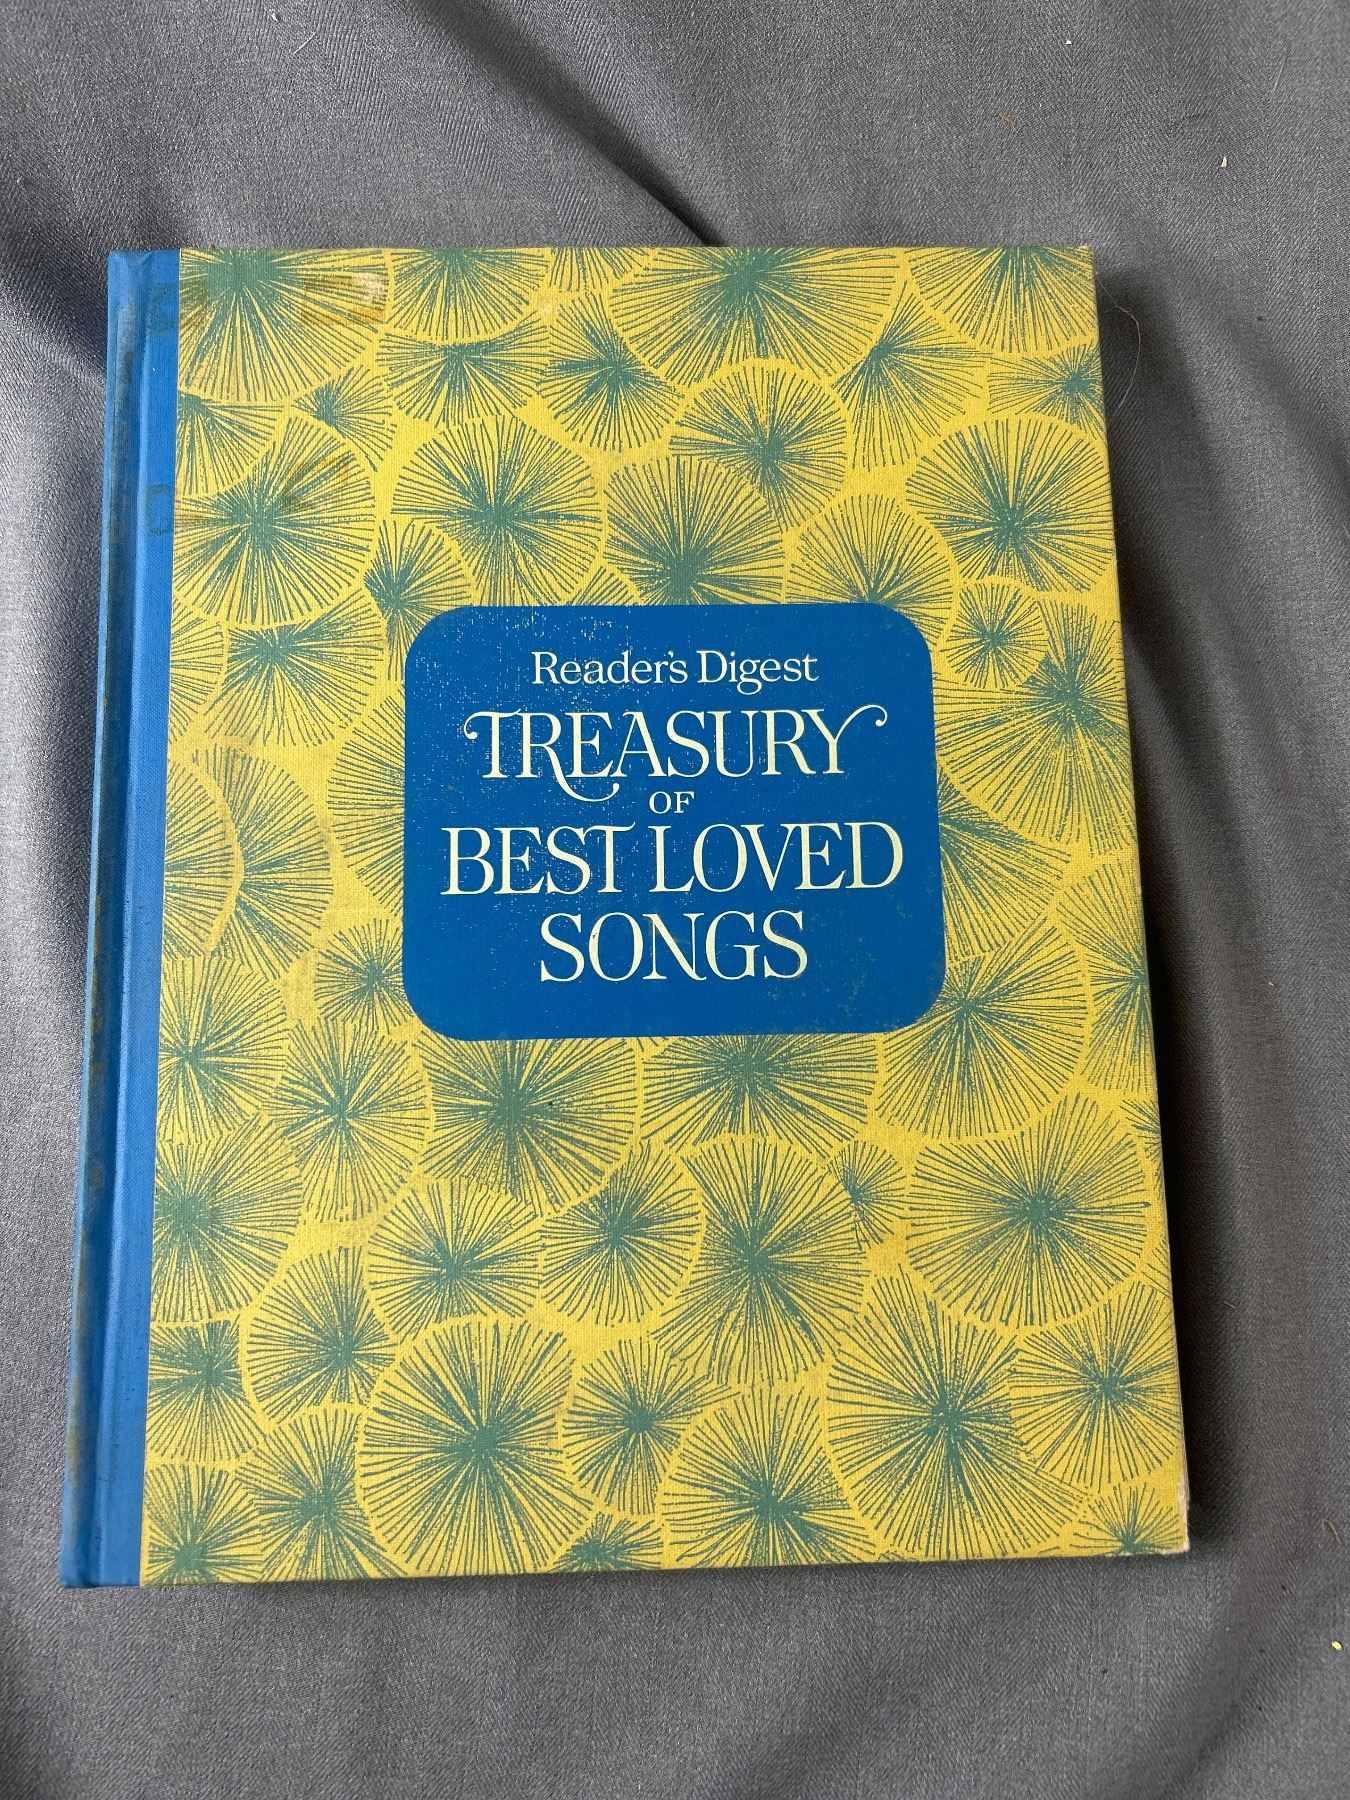 Reader's Digest
TREASURY
OF
BEST LOVED
SONGS